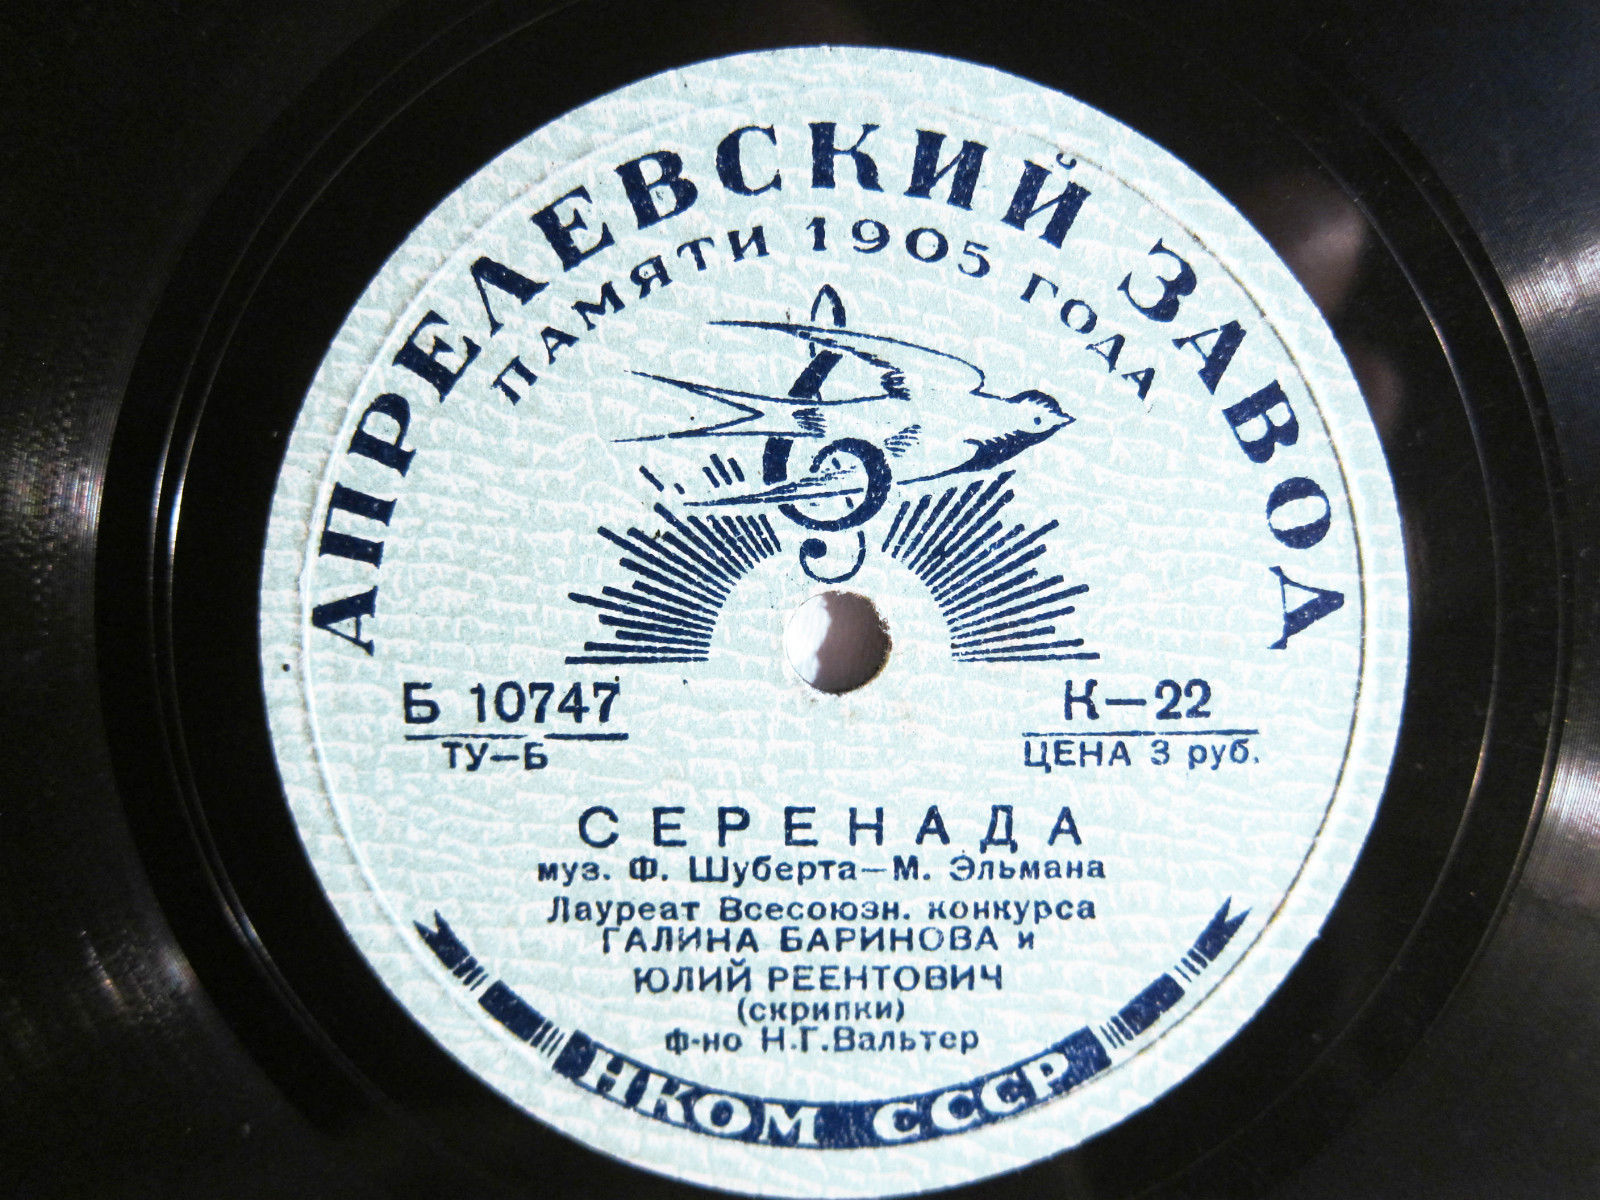 АПРЕЛЕВСКИЙ ЗАВОД
ПАМЯТИ 1905 ГОДА
Б 10747
ТУ-Б
К-22
ЦЕНА 3 руб.
СЕРЕНАДА
муз. Ф. Шуберта-М. Эльмана
Лауреат Всесоюзн. конкурса
ГАЛИНА БАРИНОВА и
ЮЛИЙ РЕЕНТОВИЧ
(скрипки)
ф-но Н.Г.Вальтер
НКОМ СССР